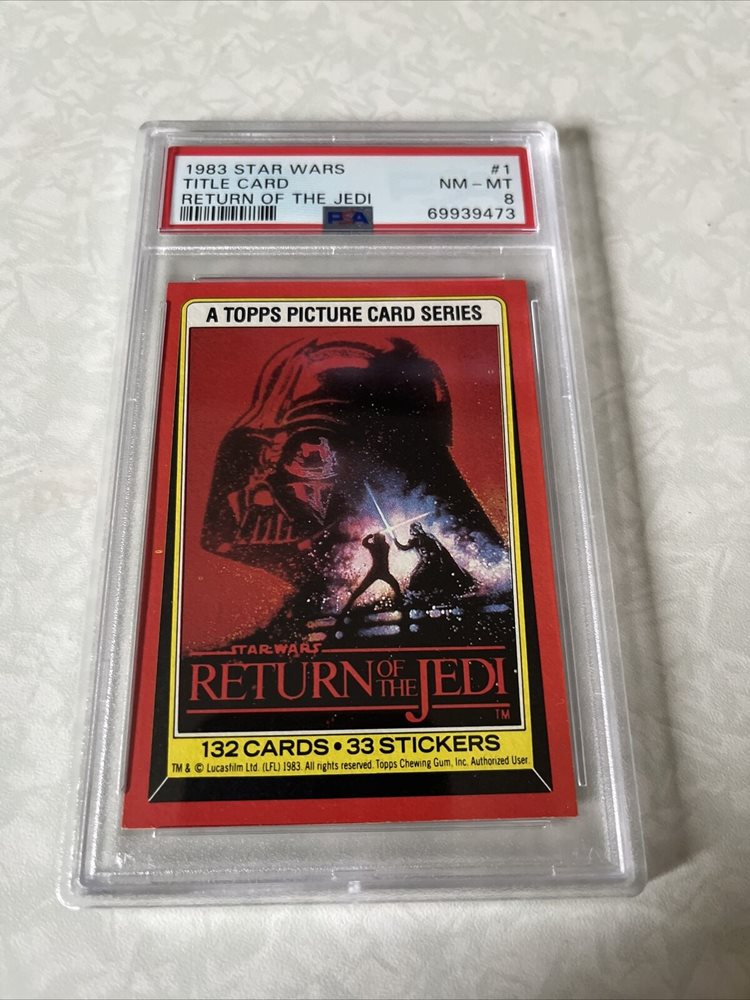 1983 STAR WARS #1
TITLE CARD NM - MT
RETURN OF THE JEDI 8
PSA 69939473
A TOPPS PICTURE CARD SERIES
STAR WARS
RETURN OF THE JEDI
TM
132 CARDS • 33 STICKERS
TM & © Lucasfilm Ltd. (LFL) 1983. All rights reserved. Topps Chewing Gum, Inc. Authorized User.